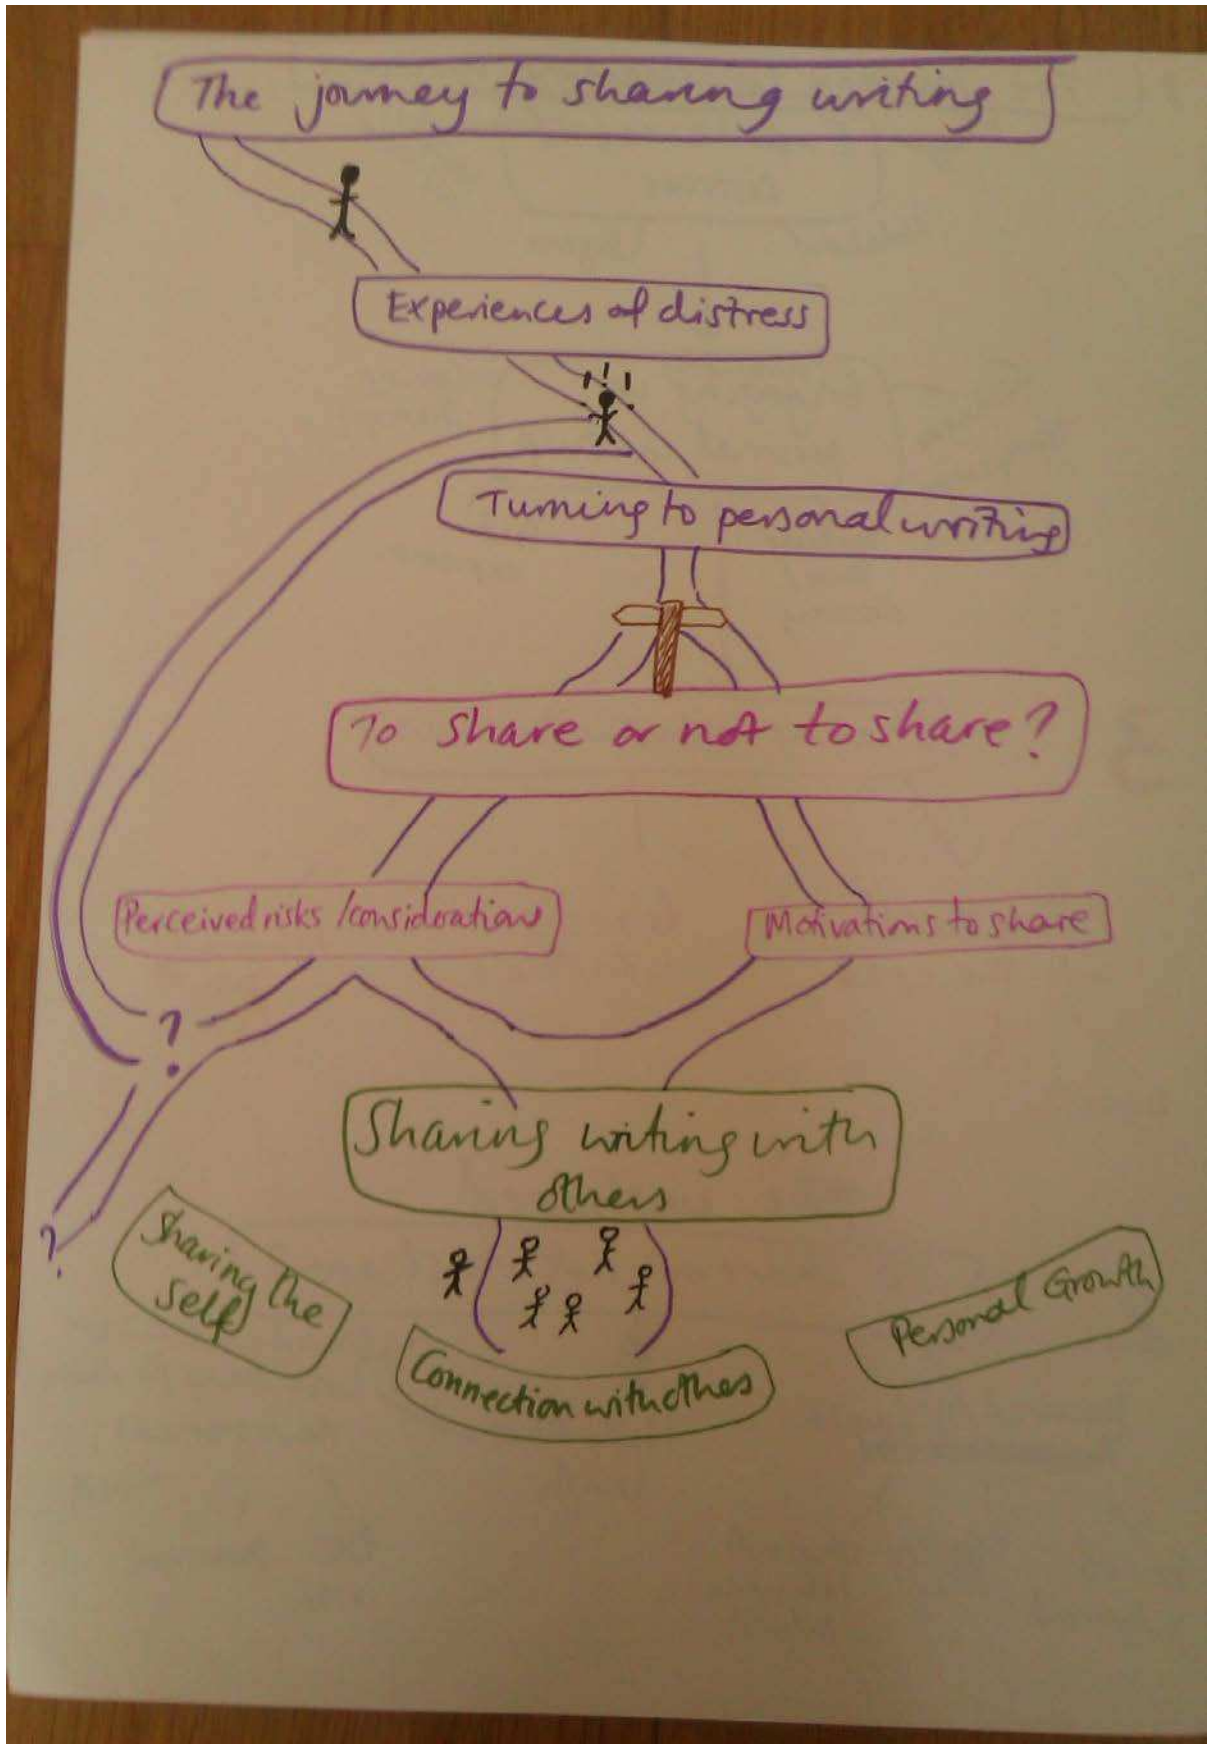 The journey to sharing writing
Experiences of distress
! ! !
Turning to personal writing
To share or not to share?
Perceived risks / considerations
Motivations to share
?
Sharing writing with
others
?
Sharing the
self
Connection with others
Personal Growth